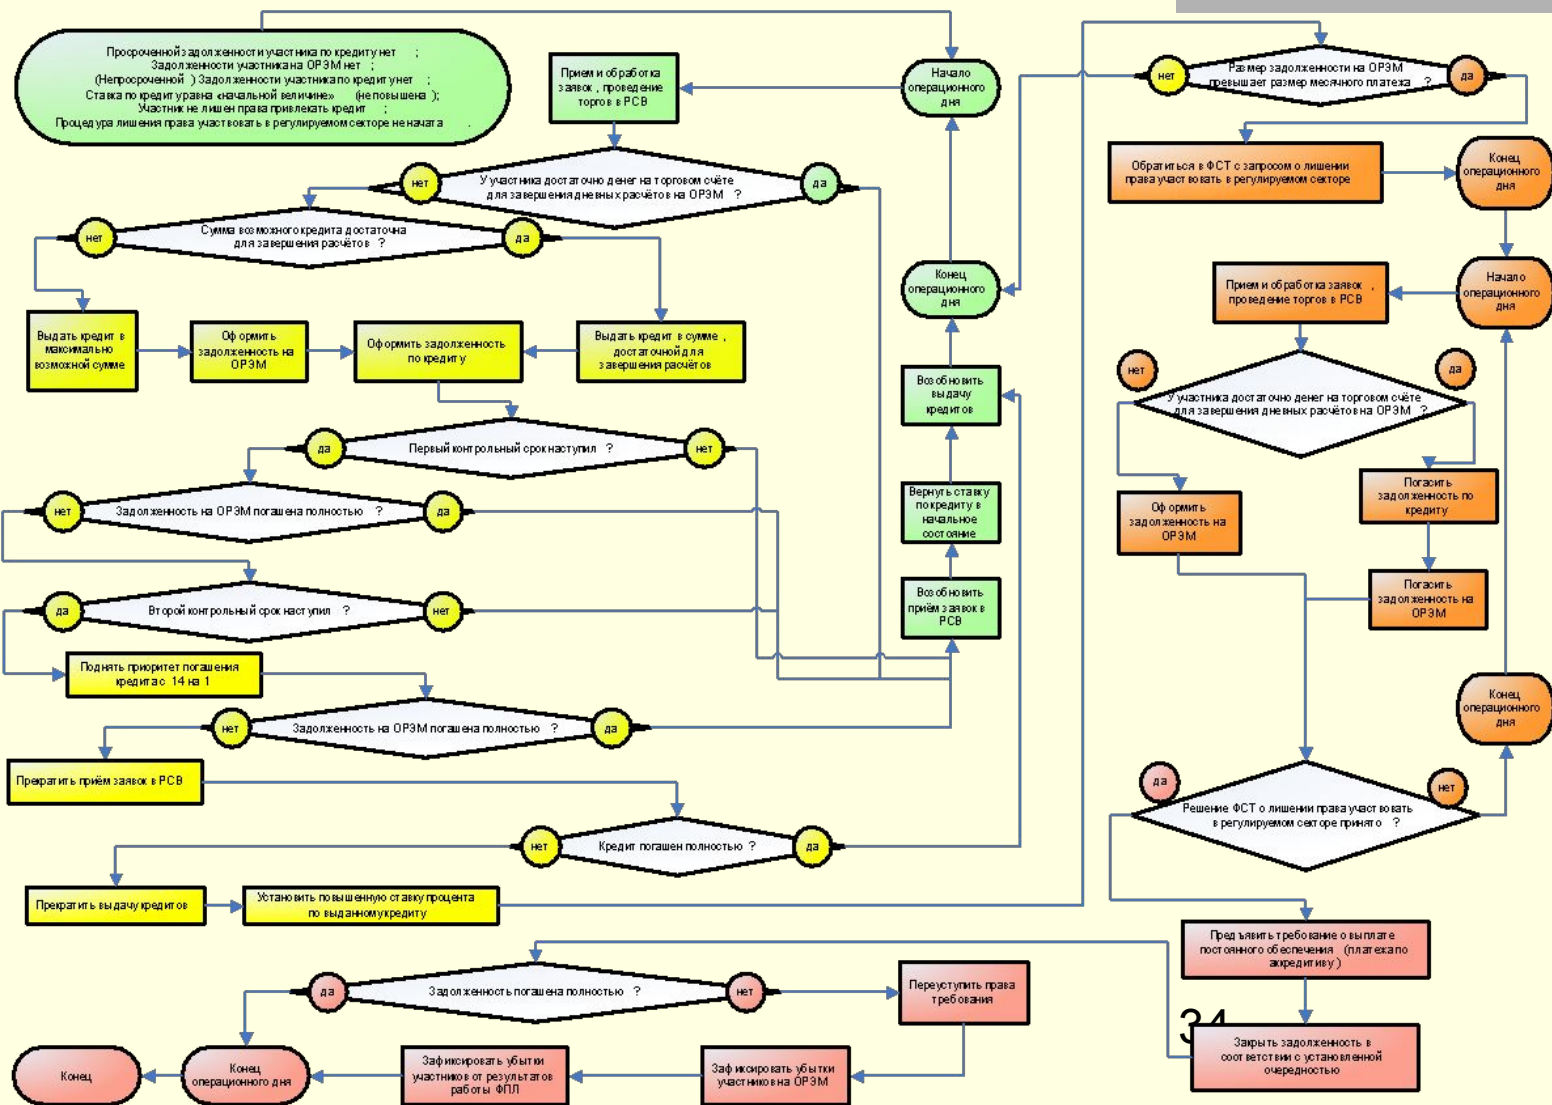 Просроченной задолженности участника по кредиту нет ;
Задолженности участника на ОРЭМ нет ;
(Непросроченной ) Задолженности участника по кредиту нет ;
Ставка по кредиту равна «начальной величине» (не повышена );
Участник не лишен права привлекать кредит ;
Процедура лишения права участвовать в регулируемом секторе не начата .
Прием и обработка
заявок , проведение
торгов в РСВ
Начало
операционного
дня
нет
Размер задолженности на ОРЭМ
превышает размер месячного платежа ?
да
Обратиться в ФСТ с запросом о лишении
права участвовать в регулируемом секторе
Конец
операционного
дня
нет
У участника достаточно денег на торговом счёте
для завершения дневных расчётов на ОРЭМ ?
да
нет
Сумма возможного кредита достаточна
для завершения расчётов ?
да
Конец
операционного
дня
Прием и обработка заявок ,
проведение торгов в РСВ
Начало
операционного
дня
Выдать кредит в
максимально
возможной сумме
Оформить
задолженность на
ОРЭМ
Оформить задолженность
по кредиту
Выдать кредит в сумме ,
достаточной для
завершения расчётов
Возобновить
выдачу
кредитов
нет
да
У участника достаточно денег на торговом счёте
для завершения дневных расчётов на ОРЭМ ?
да
Первый контрольный срок наступил ?
нет
Погасить
задолженность по
кредиту
нет
Задолженность на ОРЭМ погашена полностью ?
да
Вернуть ставку
по кредиту в
начальное
состояние
Оформить
задолженность на
ОРЭМ
да
Второй контрольный срок наступил ?
нет
Возобновить
приём заявок в
РСВ
Погасить
задолженность на
ОРЭМ
Поднять приоритет погашения
кредита с 14 на 1
Конец
операционного
дня
нет
Задолженность на ОРЭМ погашена полностью ?
да
Прекратить приём заявок в РСВ
да
Решение ФСТ о лишении права участвовать
в регулируемом секторе принято ?
нет
нет
Кредит погашен полностью ?
да
Прекратить выдачу кредитов
Установить повышенную ставку процента
по выданному кредиту
Предъявить требование о выплате
постоянного обеспечения (платежа по
аккредитиву )
да
Задолженность погашена полностью ?
нет
Переуступить права
требования
34
Закрыть задолженность в
соответствии с установленной
очередностью
Конец
Конец
операционного дня
Зафиксировать убытки
участников от результатов
работы ФПЛ
Зафиксировать убытки
участников на ОРЭМ